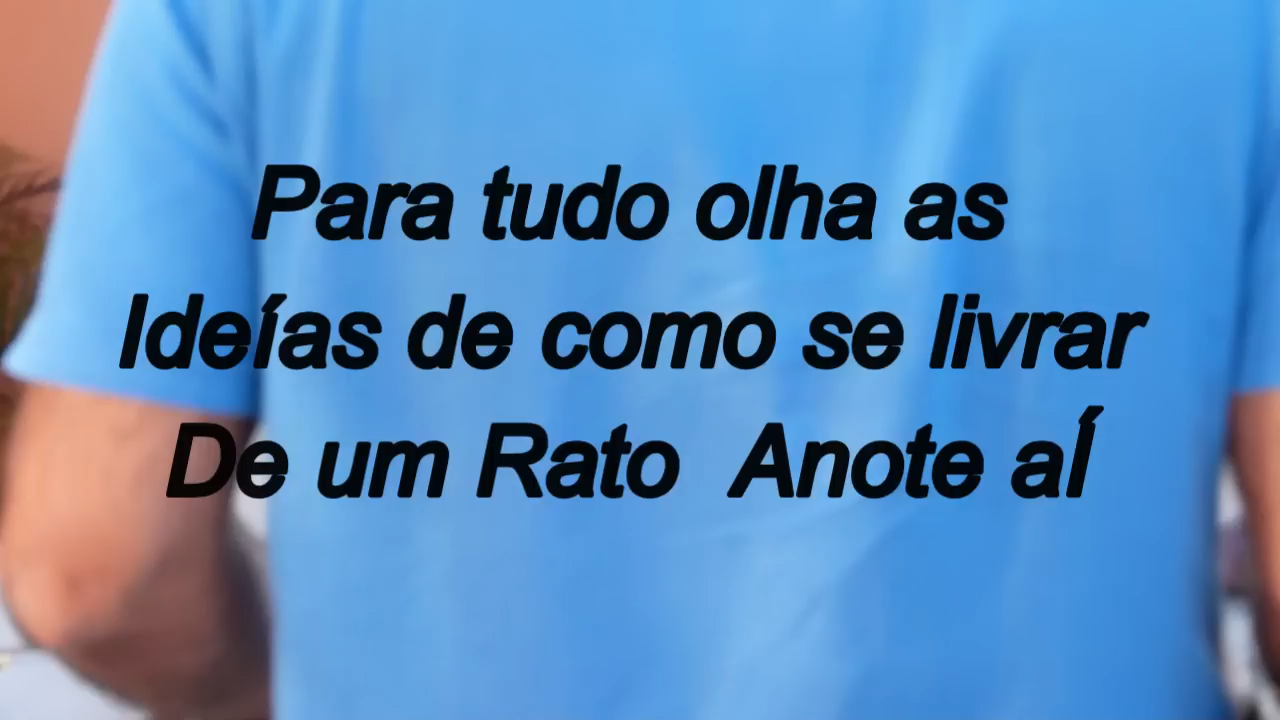 Para tudo olha as
Ideías de como se livrar
De um Rato  Anote aÍ